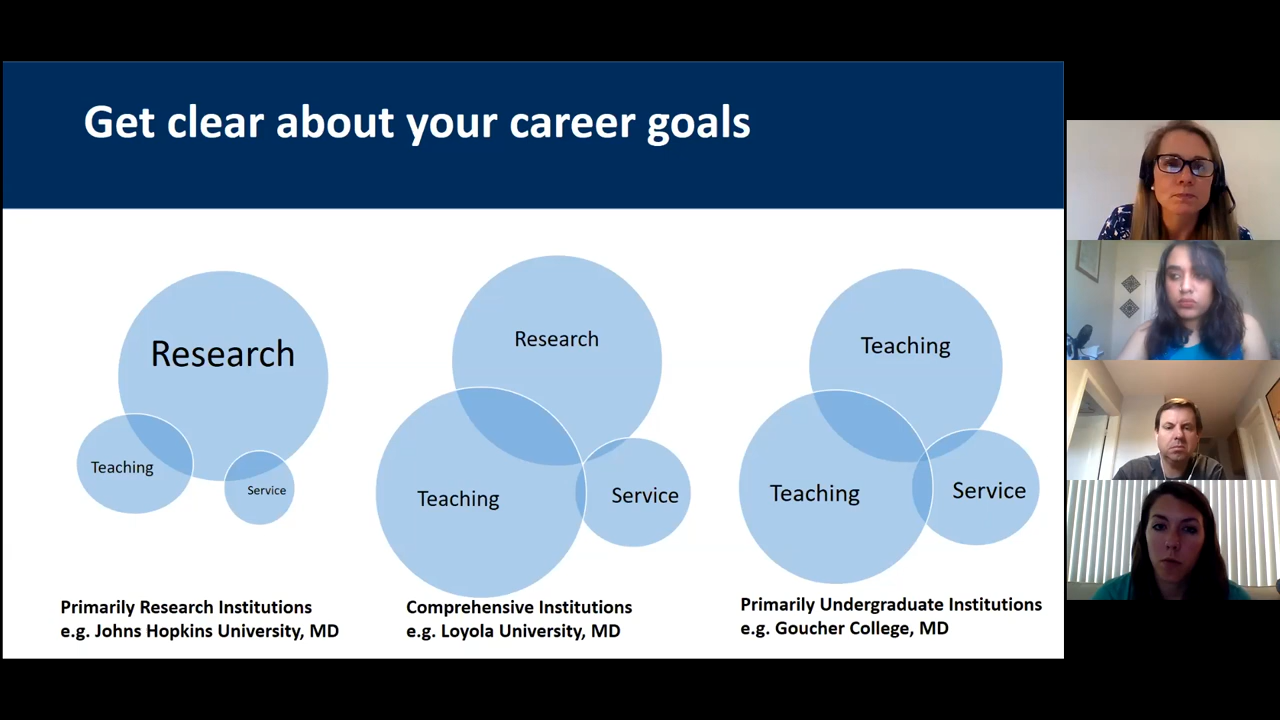 Get clear about your career goals
Research
Teaching
Service
Primarily Research Institutions
e.g. Johns Hopkins University, MD
Research
Teaching
Service
Comprehensive Institutions
e.g. Loyola University, MD
Teaching
Teaching
Service
Primarily Undergraduate Institutions
e.g. Goucher College, MD